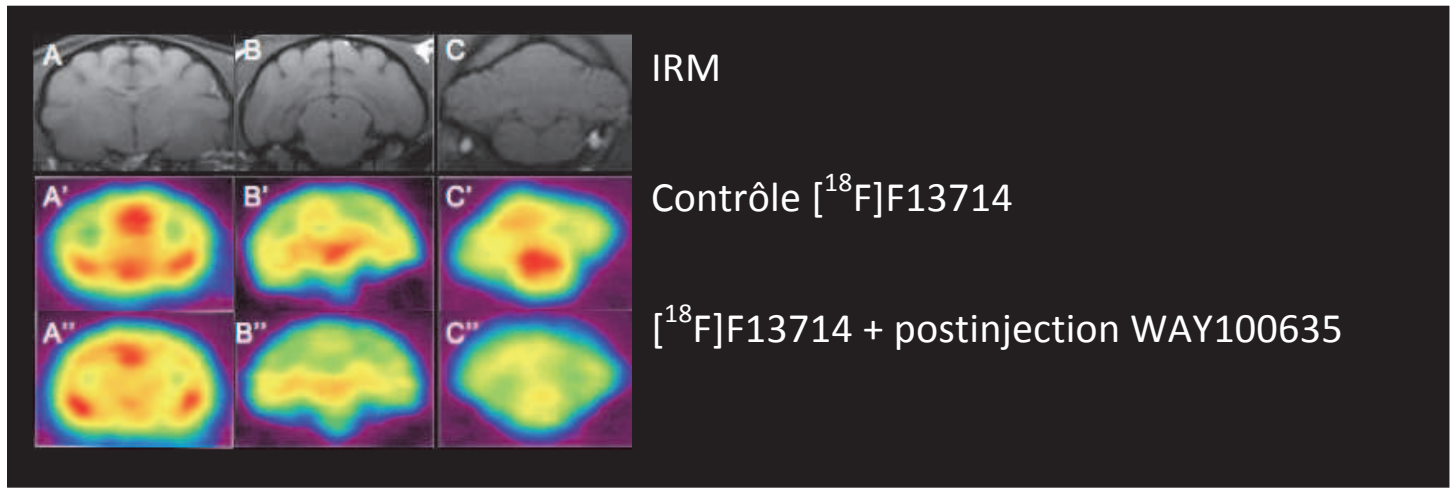 A B C IRM
A' B' C' Contrôle [¹⁸F]F13714
A'' B'' C'' [¹⁸F]F13714 + postinjection WAY100635